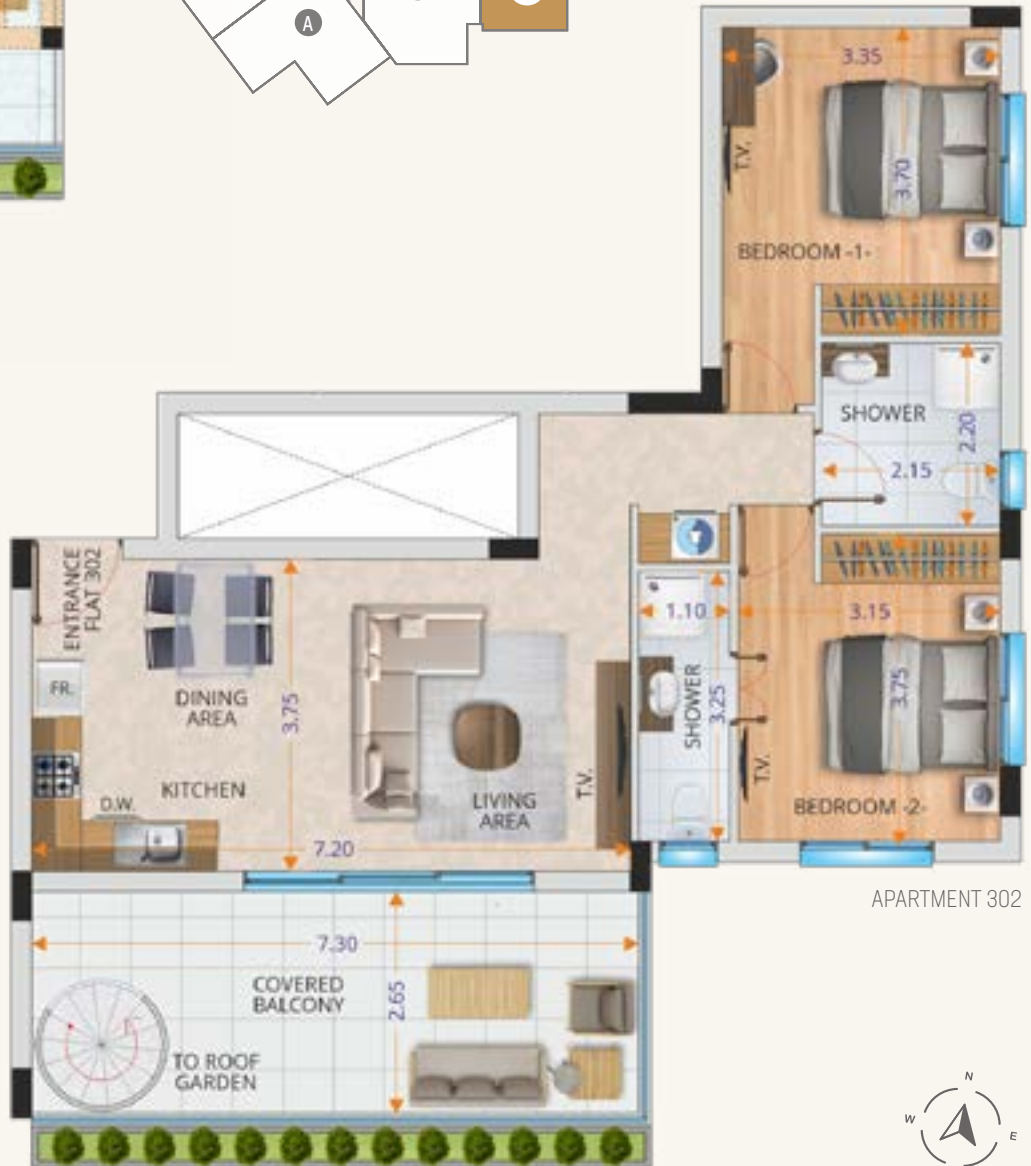 A
3.35
T.V.
3.70
BEDROOM -1-
SHOWER
2.20
2.15
ENTRANCE
FLAT 302
FR.
DINING
AREA
3.75
KITCHEN
D.W.
LIVING
AREA
T.V.
7.20
1.10
SHOWER
3.25
3.15
3.75
T.V.
BEDROOM -2-
APARTMENT 302
7.30
COVERED
BALCONY
2.65
TO ROOF
GARDEN
N
W
E